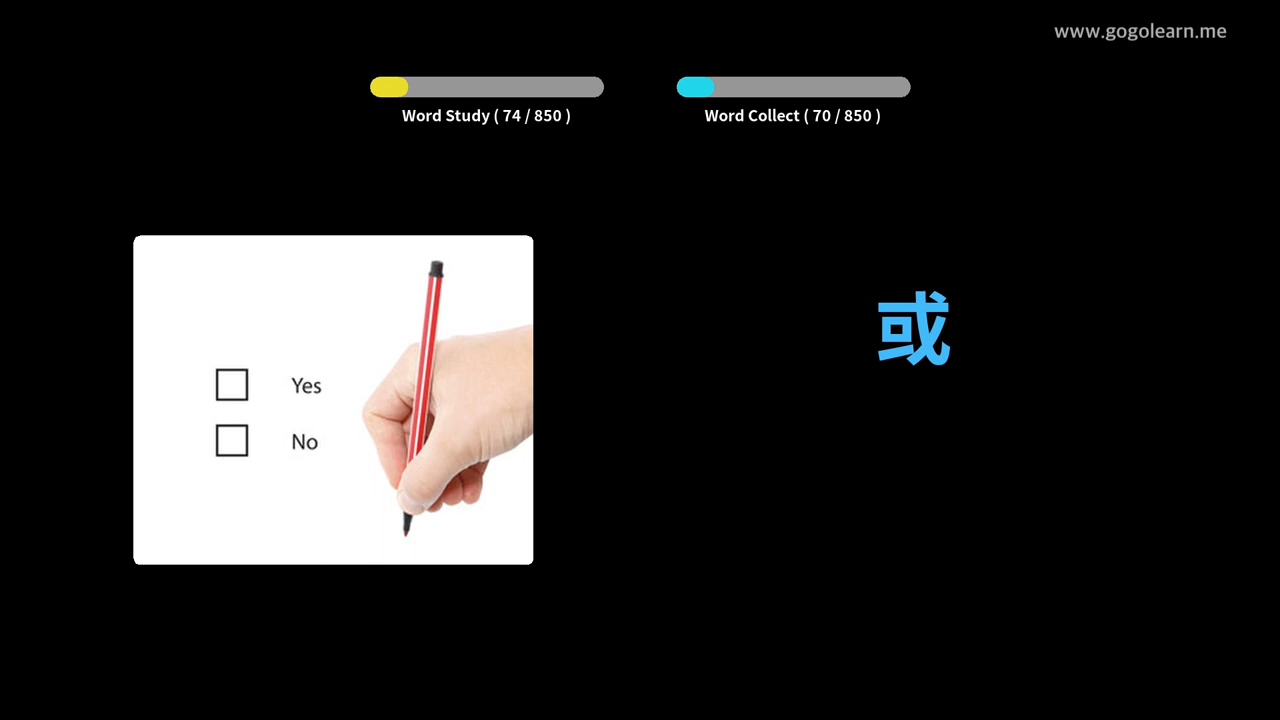 www.gogolearn.me
Word Study ( 74 / 850 )
Word Collect ( 70 / 850 )
Yes
No
或